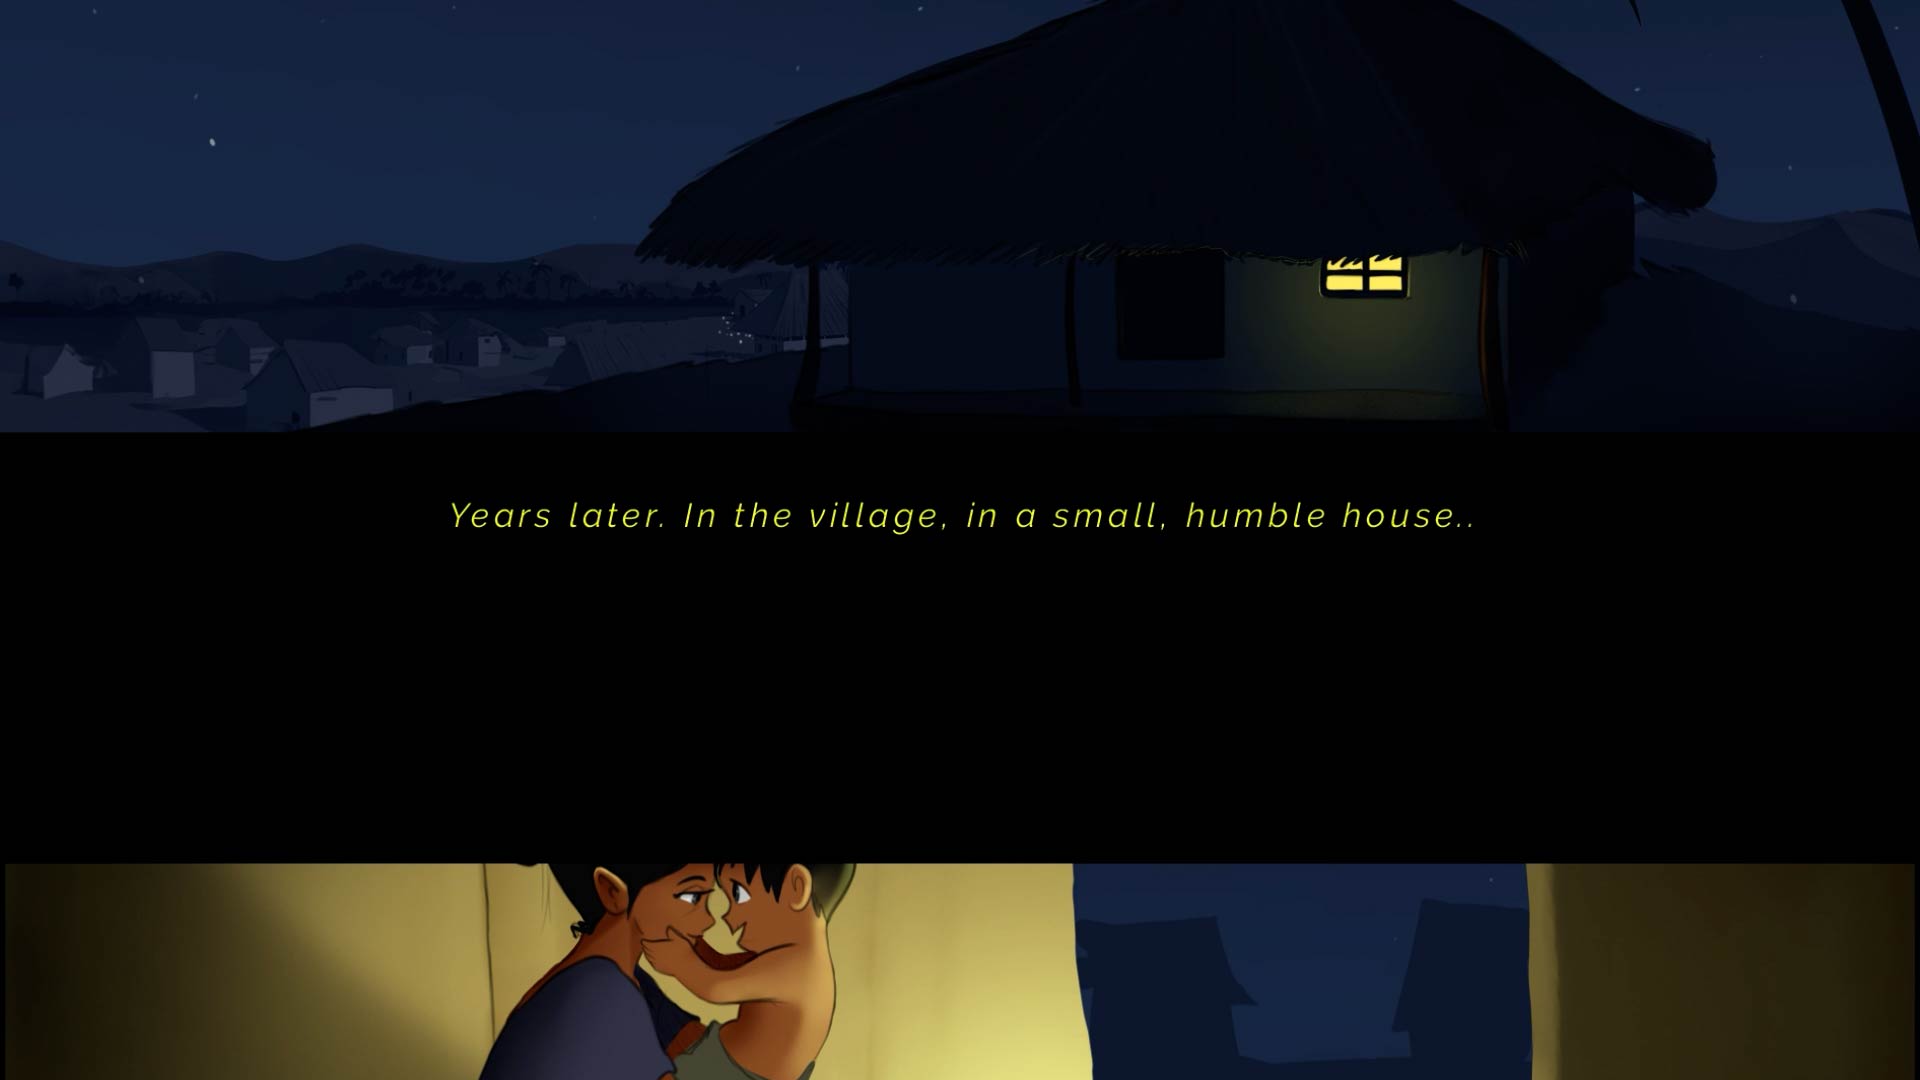 Years later. In the village, in a small, humble house..